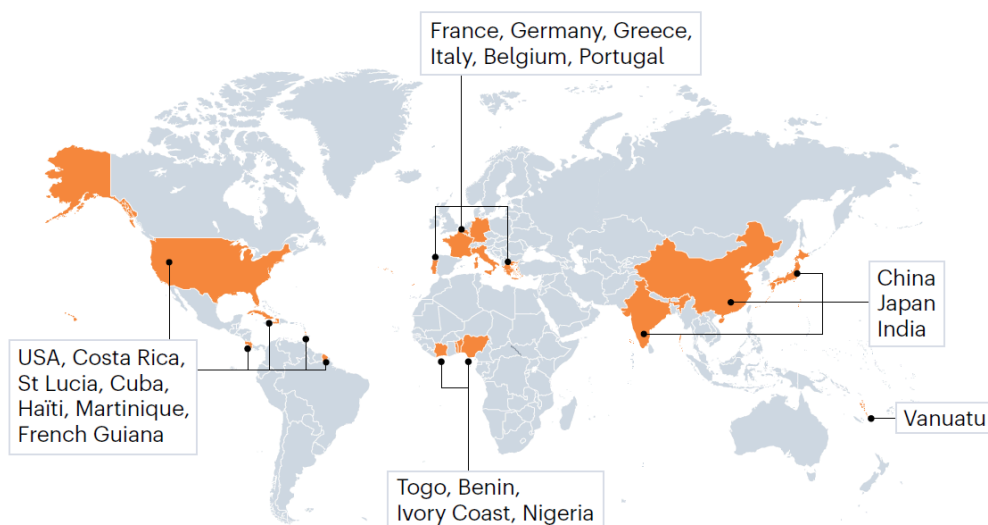 France, Germany, Greece,
Italy, Belgium, Portugal
China
Japan
India
USA, Costa Rica,
St Lucia, Cuba,
Haïti, Martinique,
French Guiana
Vanuatu
Togo, Benin,
Ivory Coast, Nigeria